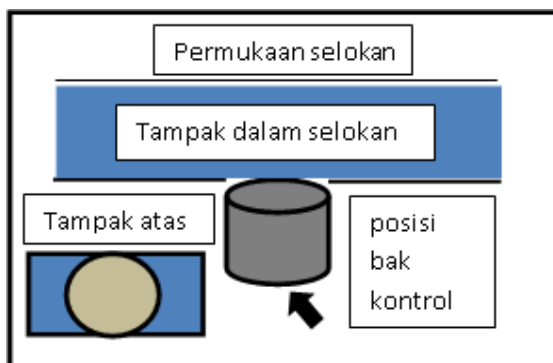 Permukaan selokan
Tampak dalam selokan
Tampak atas
posisi
bak
kontrol